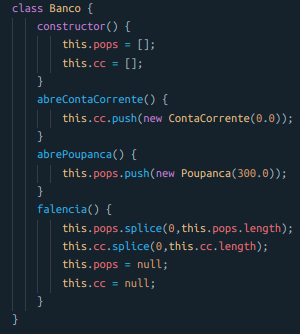 class Banco {
    constructor() {
        this.pops = [];
        this.cc = [];
    }
    abreContaCorrente() {
        this.cc.push(new ContaCorrente(0.0));
    }
    abrePoupanca() {
        this.pops.push(new Poupanca(300.0));
    }
    falencia() {
        this.pops.splice(0,this.pops.length);
        this.cc.splice(0,this.cc.length);
        this.pops = null;
        this.cc = null;
    }
}